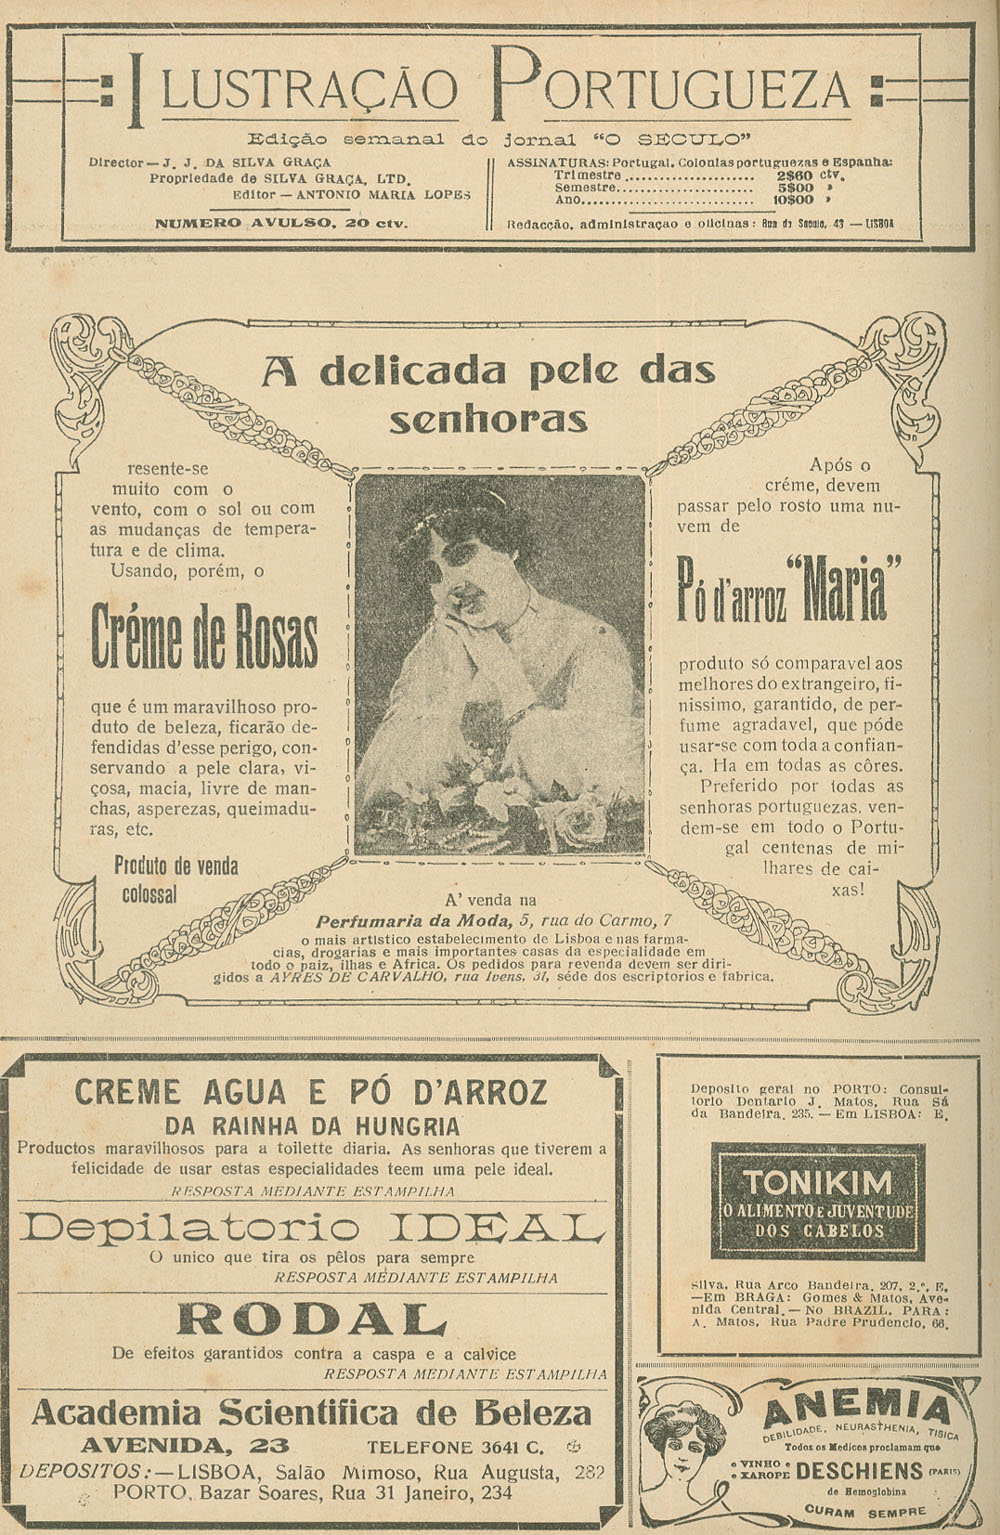 ILUSTRAÇÃO PORTUGUEZA
Edição semanal do jornal “O SECULO”
Director — J. J. DA SILVA GRAÇA
Propriedade de SILVA GRAÇA, LTD.
Editor — ANTONIO MARIA LOPES
NUMERO AVULSO, 20 ctv.
ASSINATURAS: Portugal, Colonias portuguezas e Espanha:
Trimestre .................... 2$60 ctv.
Semestre...................... 5$00 »
Ano........................... 10$00 »
Redacção, administração e oficinas: Rua do Seculo, 43 — LISBOA
A delicada pele das
senhoras
resente-se
muito com o
vento, com o sol ou com
as mudanças de tempera-
tura e de clima.
Usando, porém, o
Créme de Rosas
que é um maravilhoso pro-
duto de beleza, ficarão de-
fendidas d'esse perigo, con-
servando a pele clara, vi-
çosa, macia, livre de man-
chas, asperezas, queimadu-
ras, etc.
Produto de venda
colossal
Após o
créme, devem
passar pelo rosto uma nu-
vem de
Pó d'arroz “Maria”
produto só comparavel aos
melhores do extrangeiro, fi-
nissimo, garantido, de per-
fume agradavel, que póde
usar-se com toda a confian-
ça. Ha em todas as côres.
Preferido por todas as
senhoras portuguezas, ven-
dem-se em todo o Portu-
gal centenas de mi-
lhares de cai-
xas!
A' venda na
Perfumaria da Moda, 5, rua do Carmo, 7
o mais artistico estabelecimento de Lisboa e nas farma-
cias, drogarias e mais importantes casas da especialidade em
todo o paiz, ilhas e Africa. Os pedidos para revenda devem ser diri-
gidos a AYRES DE CARVALHO, rua Ivens, 31, séde dos escriptorios e fabrica.
CREME AGUA E PÓ D'ARROZ
DA RAINHA DA HUNGRIA
Productos maravilhosos para a toilette diaria. As senhoras que tiverem a
felicidade de usar estas especialidades teem uma pele ideal.
RESPOSTA MEDIANTE ESTAMPILHA
Depilatorio IDEAL
O unico que tira os pêlos para sempre
RESPOSTA MEDIANTE ESTAMPILHA
RODAL
De efeitos garantidos contra a caspa e a calvice
RESPOSTA MEDIANTE ESTAMPILHA
Academia Scientifica de Beleza
AVENIDA, 23 TELEFONE 3641 C.
DEPOSITOS:—LISBOA, Salão Mimoso, Rua Augusta, 282
PORTO, Bazar Soares, Rua 31 Janeiro, 234
Deposito geral no PORTO: Consul-
torio Dentario J. Matos, Rua Sá
da Bandeira, 235. — Em LISBOA: E.
TONIKIM
O ALIMENTO E JUVENTUDE
DOS CABELOS
Silva, Rua Arco Bandeira, 207, 2.º, E.
—Em BRAGA: Gomes & Matos, Ave-
nida Central. — No BRAZIL, PARA:
A. Matos, Rua Padre Prudencio, 66.
ANEMIA
DEBILIDADE, NEURASTHENIA, TISICA
Todos os Medicos proclamam que
o VINHO e
o XAROPE DESCHIENS (PARIS)
de Hemoglobina
CURAM SEMPRE